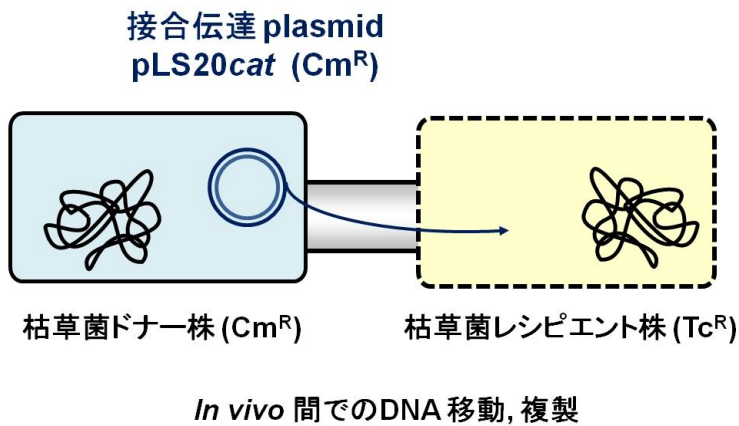 接合伝達 plasmid
pLS20cat (CmR)
枯草菌ドナー株 (CmR)
枯草菌レシピエント株 (TcR)
In vivo 間でのDNA 移動, 複製